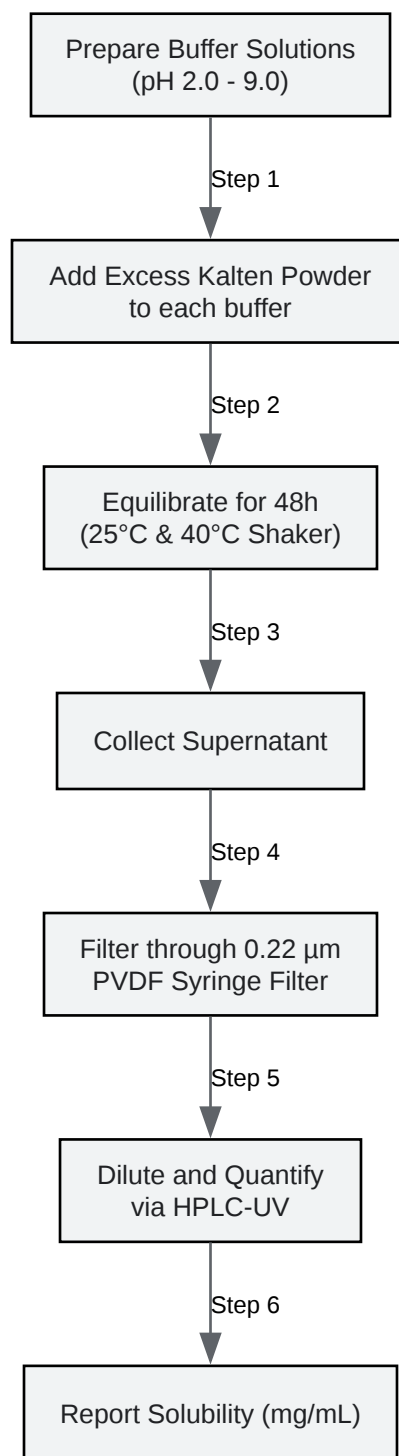 Prepare Buffer Solutions
(pH 2.0 - 9.0)
Step 1
Add Excess Kalten Powder
to each buffer
Step 2
Equilibrate for 48h
(25°C & 40°C Shaker)
Step 3
Collect Supernatant
Step 4
Filter through 0.22 µm
PVDF Syringe Filter
Step 5
Dilute and Quantify
via HPLC-UV
Step 6
Report Solubility (mg/mL)